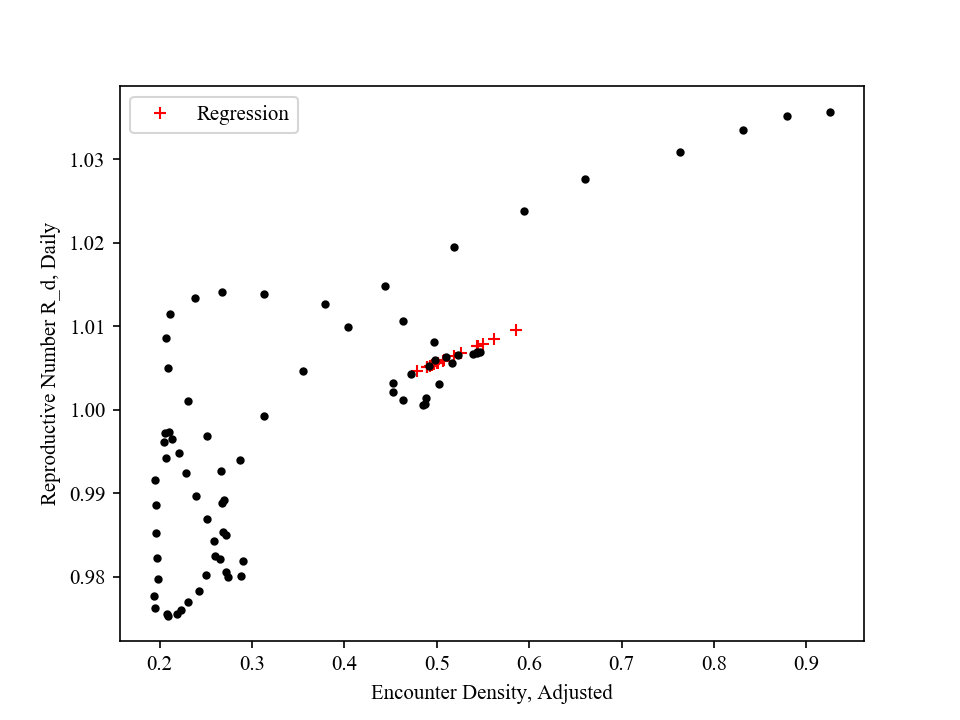 Regression
Reproductive Number R_d, Daily
1.03
1.02
1.01
1.00
0.99
0.98
0.2 0.3 0.4 0.5 0.6 0.7 0.8 0.9
Encounter Density, Adjusted